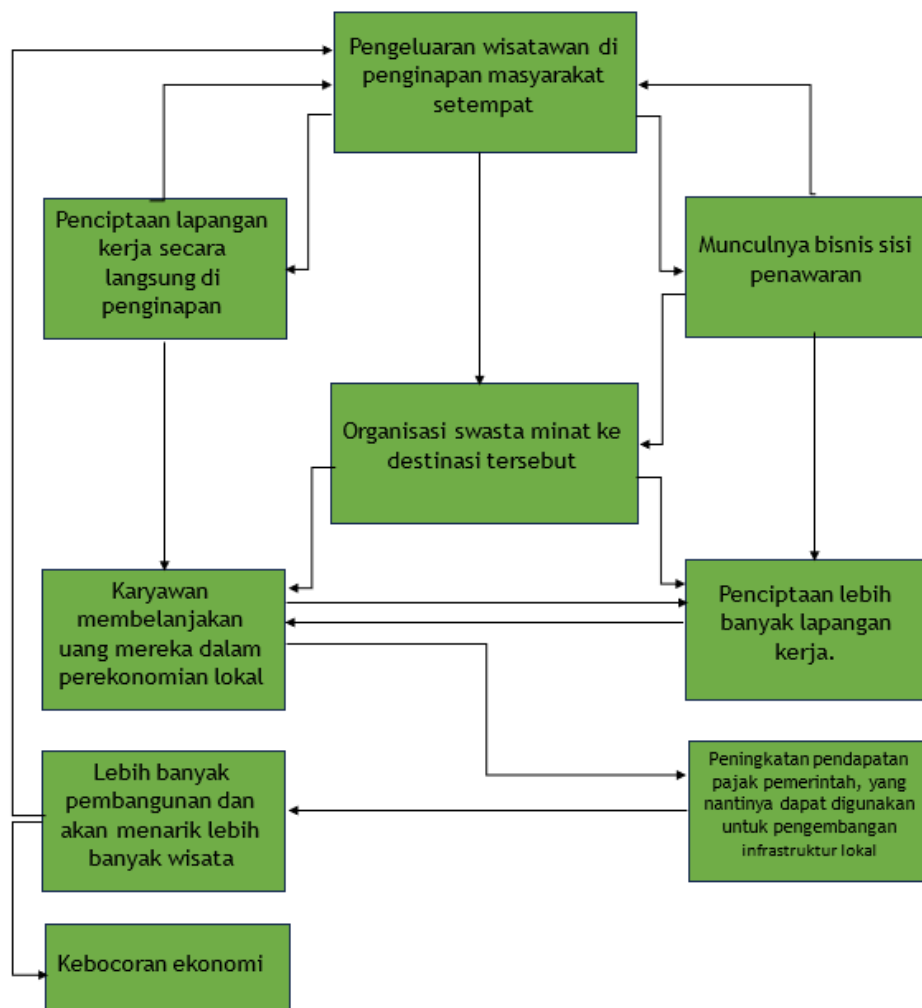 Pengeluaran wisatawan di
penginapan masyarakat
setempat
Penciptaan lapangan
kerja secara
langsung di
penginapan
Munculnya bisnis sisi
penawaran
Organisasi swasta minat ke
destinasi tersebut
Karyawan
membelanjakan
uang mereka dalam
perekonomian lokal
Penciptaan lebih
banyak lapangan
kerja.
Lebih banyak
pembangunan dan
akan menarik lebih
banyak wisata
Peningkatan pendapatan
pajak pemerintah, yang
nantinya dapat digunakan
untuk pengembangan
infrastruktur lokal
Kebocoran ekonomi